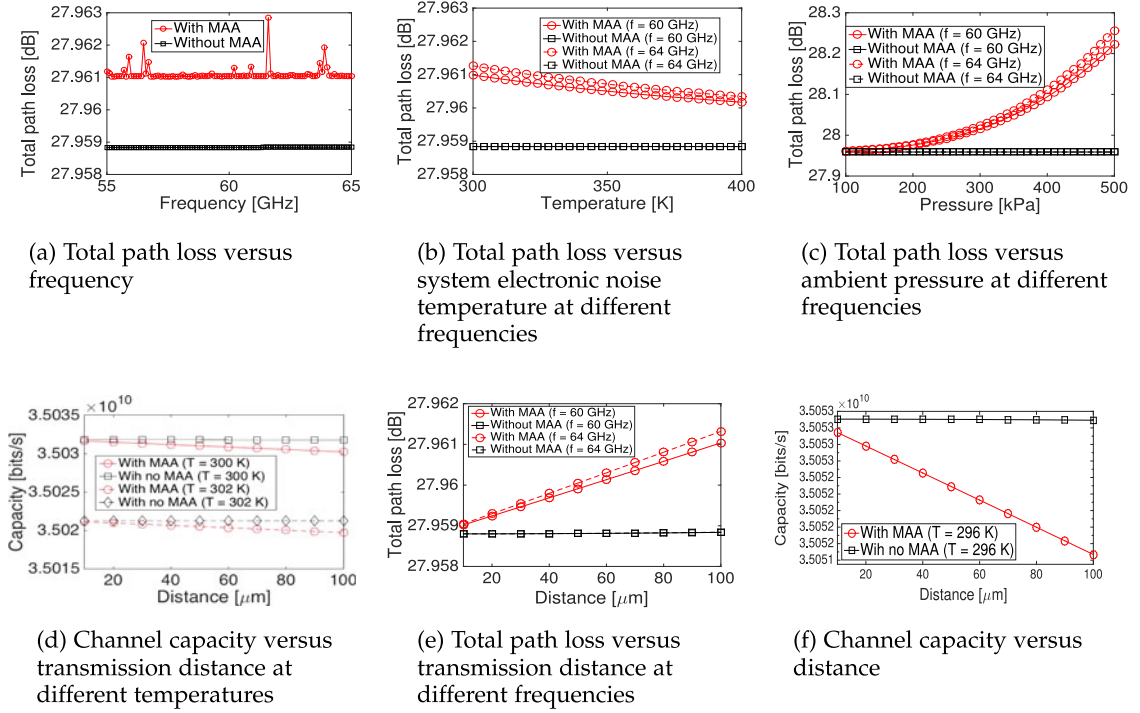 27.963
27.962
27.961
27.96
27.959
27.958
Total path loss [dB]
With MAA
Without MAA
55
60
65
Frequency [GHz]
(a) Total path loss versus
frequency
27.963
27.962
27.961
27.96
27.959
27.958
Total path loss [dB]
With MAA (f = 60 GHz)
Without MAA (f = 60 GHz)
With MAA (f = 64 GHz)
Without MAA (f = 64 GHz)
300
350
400
Temperature [K]
(b) Total path loss versus
system electronic noise
temperature at different
frequencies
28.3
28.2
28.1
28
27.9
Total path loss [dB]
With MAA (f = 60 GHz)
Without MAA (f = 60 GHz)
With MAA (f = 64 GHz)
Without MAA (f = 64 GHz)
100
200
300
400
500
Pressure [kPa]
(c) Total path loss versus
ambient pressure at different
frequencies
× 10^10
3.5035
3.503
3.5025
3.502
3.5015
Capacity [bits/s]
With MAA (T = 300 K)
Wih no MAA (T = 300 K)
With MAA (T = 302 K)
Wih no MAA (T = 302 K)
20
40
60
80
100
Distance [μm]
(d) Channel capacity versus
transmission distance at
different temperatures
27.962
27.961
27.96
27.959
27.958
Total path loss [dB]
With MAA (f = 60 GHz)
Without MAA (f = 60 GHz)
With MAA (f = 64 GHz)
Without MAA (f = 64 GHz)
20
40
60
80
100
Distance [μm]
(e) Total path loss versus
transmission distance at
different frequencies
× 10^10
3.5053
3.5053
3.5053
3.5052
3.5052
3.5052
3.5051
Capacity [bits/s]
With MAA (T = 296 K)
Wih no MAA (T = 296 K)
20
40
60
80
100
Distance [μm]
(f) Channel capacity versus
distance